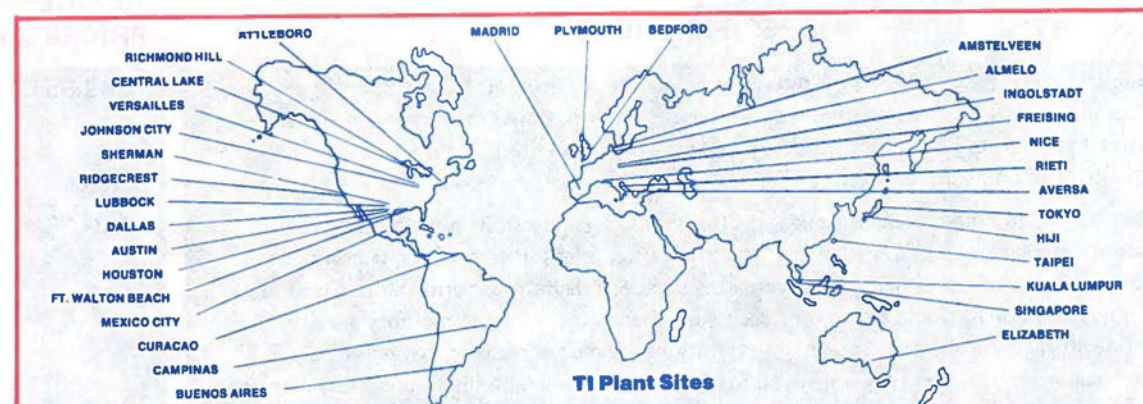 ATTLEBORO
RICHMOND HILL
CENTRAL LAKE
VERSAILLES
JOHNSON CITY
SHERMAN
RIDGECREST
LUBBOCK
DALLAS
AUSTIN
HOUSTON
FT. WALTON BEACH
MEXICO CITY
CURACAO
CAMPINAS
BUENOS AIRES
MADRID
PLYMOUTH
BEDFORD
AMSTELVEEN
ALMELO
INGOLSTADT
FREISING
NICE
RIETI
AVERSA
TOKYO
HIJI
TAIPEI
KUALA LUMPUR
SINGAPORE
ELIZABETH
TI Plant Sites